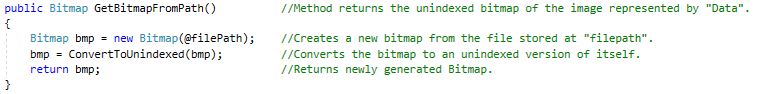 public Bitmap GetBitmapFromPath() //Method returns the unindexed bitmap of the image represented by "Data".
{
Bitmap bmp = new Bitmap(@filePath); //Creates a new bitmap from the file stored at "filepath".
bmp = ConvertToUnindexed(bmp); //Converts the bitmap to an unindexed version of itself.
return bmp; //Returns newly generated Bitmap.
}